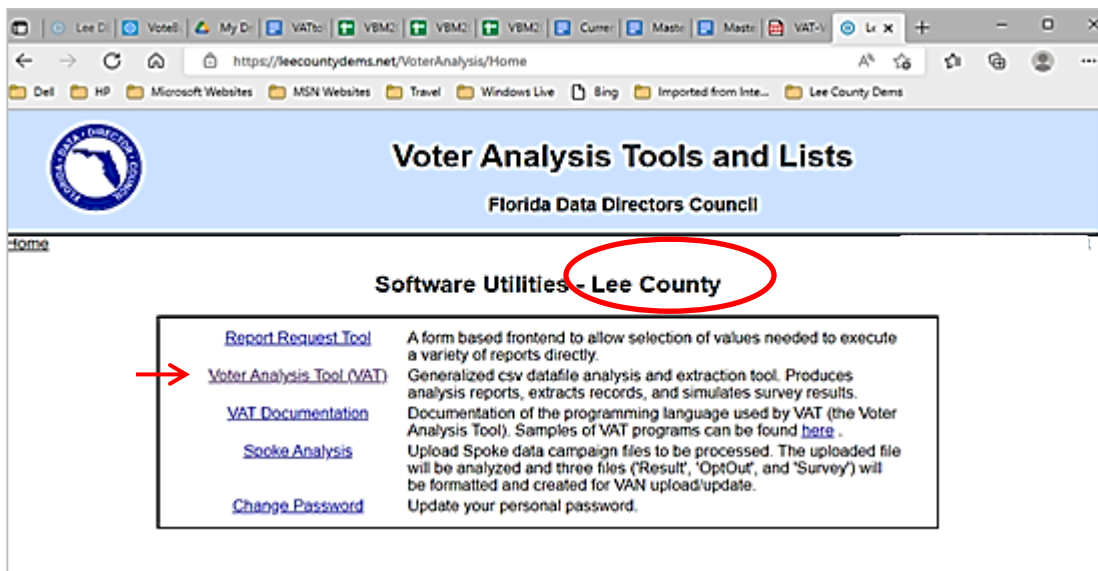 Lee D
VoteB
My Dr
VATto
VBM2
VBM2
VBM2
Curren
Maste
Maste
VAT-V
Le
https://leecountydems.net/VoterAnalysis/Home
Dell HP Microsoft Websites MSN Websites Travel Windows Live Bing Imported from Inte... Lee County Dems
FLORIDA · DATA · DIRECTOR · COUNCIL
Voter Analysis Tools and Lists
Florida Data Directors Council
Home
Software Utilities - Lee County
Report Request Tool A form based frontend to allow selection of values needed to execute
a variety of reports directly.
Voter Analysis Tool (VAT) Generalized csv datafile analysis and extraction tool. Produces
analysis reports, extracts records, and simulates survey results.
VAT Documentation Documentation of the programming language used by VAT (the Voter
Analysis Tool). Samples of VAT programs can be found here .
Spoke Analysis Upload Spoke data campaign files to be processed. The uploaded file
will be analyzed and three files ('Result', 'OptOut', and 'Survey') will
be formatted and created for VAN upload/update.
Change Password Update your personal password.